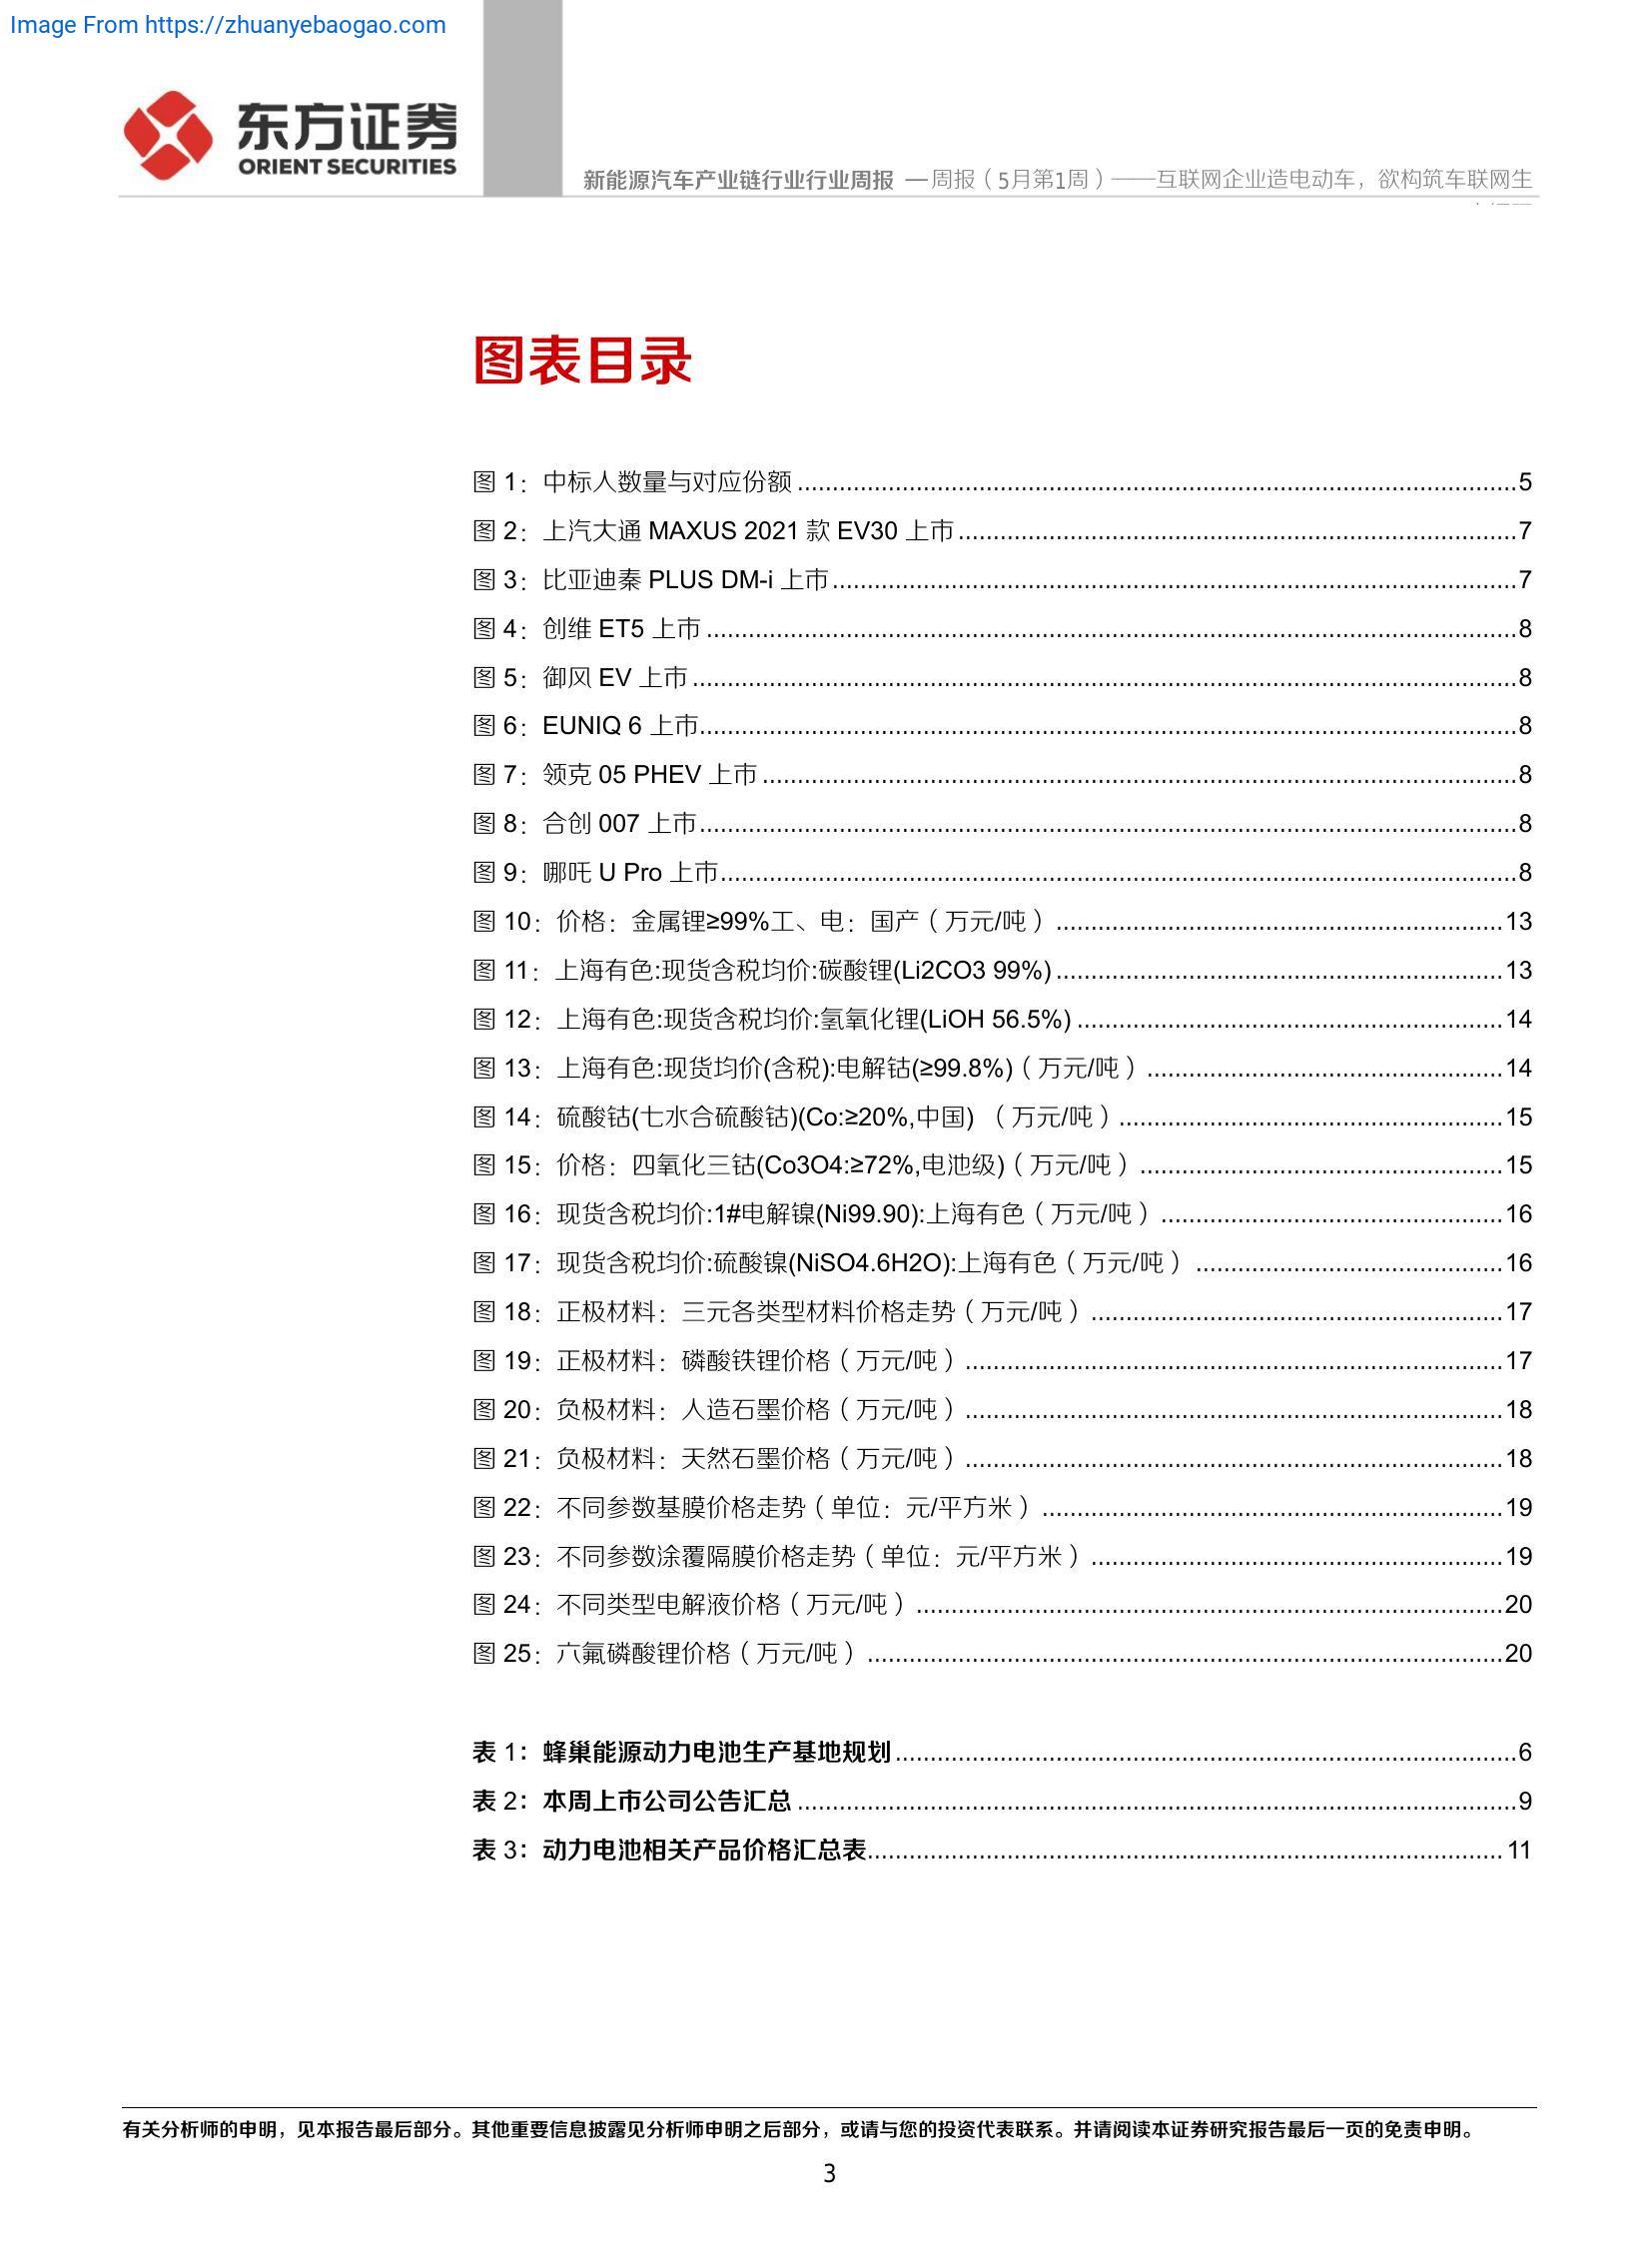 Image From https://zhuanyebaogao.com
东方证券
ORIENT SECURITIES
新能源汽车产业链行业行业周报 —周报（5月第1周）——互联网企业造电动车，欲构筑车联网生
图表目录
图 1：中标人数量与对应份额........................................5
图 2：上汽大通 MAXUS 2021 款 EV30 上市........................................7
图 3：比亚迪秦 PLUS DM-i 上市........................................7
图 4：创维 ET5 上市........................................8
图 5：御风 EV 上市........................................8
图 6：EUNIQ 6 上市........................................8
图 7：领克 05 PHEV 上市........................................8
图 8：合创 007 上市........................................8
图 9：哪吒 U Pro 上市........................................8
图 10：价格：金属锂≥99%工、电：国产（万元/吨）........................................13
图 11：上海有色:现货含税均价:碳酸锂(Li2CO3 99%)........................................13
图 12：上海有色:现货含税均价:氢氧化锂(LiOH 56.5%)........................................14
图 13：上海有色:现货均价(含税):电解钴(≥99.8%)（万元/吨）........................................14
图 14：硫酸钴(七水合硫酸钴)(Co:≥20%,中国) （万元/吨）........................................15
图 15：价格：四氧化三钴(Co3O4:≥72%,电池级)（万元/吨）........................................15
图 16：现货含税均价:1#电解镍(Ni99.90):上海有色（万元/吨）........................................16
图 17：现货含税均价:硫酸镍(NiSO4.6H2O):上海有色（万元/吨）........................................16
图 18：正极材料：三元各类型材料价格走势（万元/吨）........................................17
图 19：正极材料：磷酸铁锂价格（万元/吨）........................................17
图 20：负极材料：人造石墨价格（万元/吨）........................................18
图 21：负极材料：天然石墨价格（万元/吨）........................................18
图 22：不同参数基膜价格走势（单位：元/平方米）........................................19
图 23：不同参数涂覆隔膜价格走势（单位：元/平方米）........................................19
图 24：不同类型电解液价格（万元/吨）........................................20
图 25：六氟磷酸锂价格（万元/吨）........................................20
表 1：蜂巢能源动力电池生产基地规划........................................6
表 2：本周上市公司公告汇总........................................9
表 3：动力电池相关产品价格汇总表........................................11
有关分析师的申明，见本报告最后部分。其他重要信息披露见分析师申明之后部分，或请与您的投资代表联系。并请阅读本证券研究报告最后一页的免责申明。
3